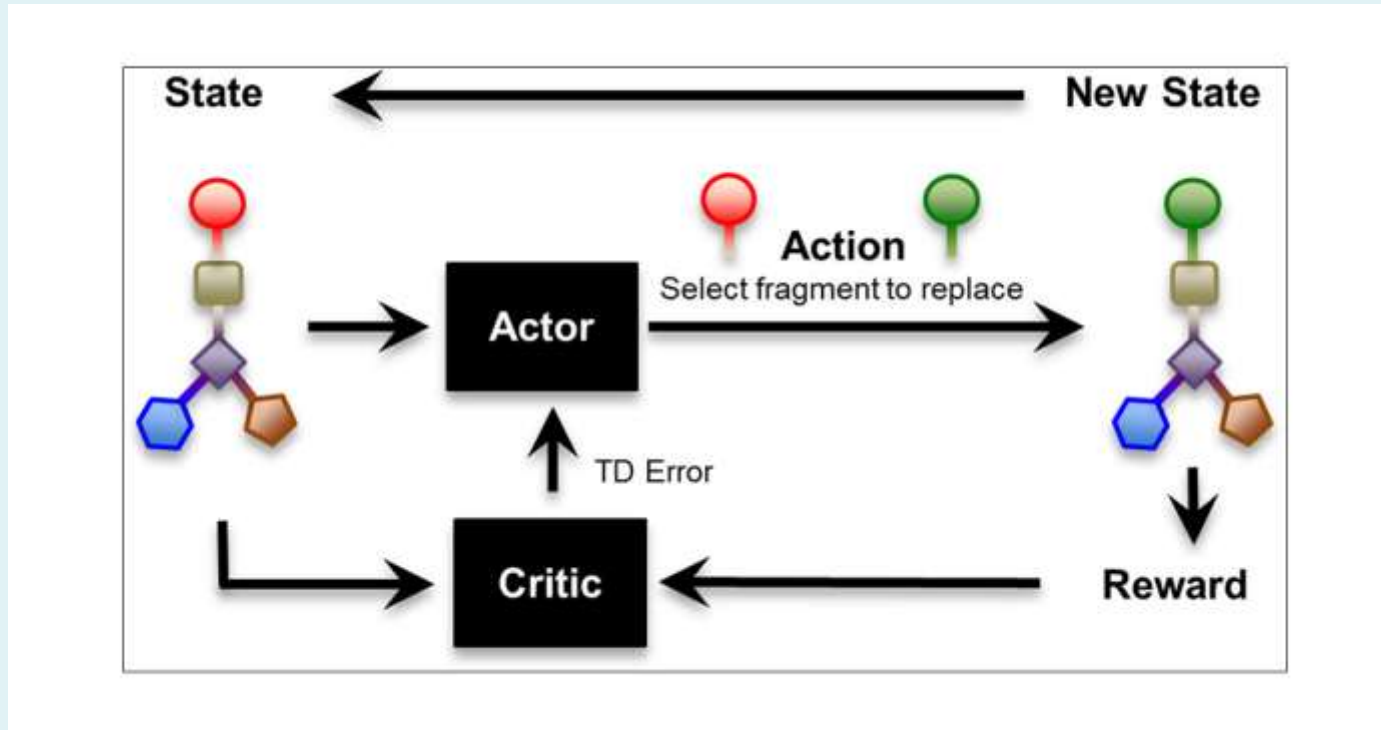 State
New State
Action
Select fragment to replace
Actor
TD Error
Critic
Reward